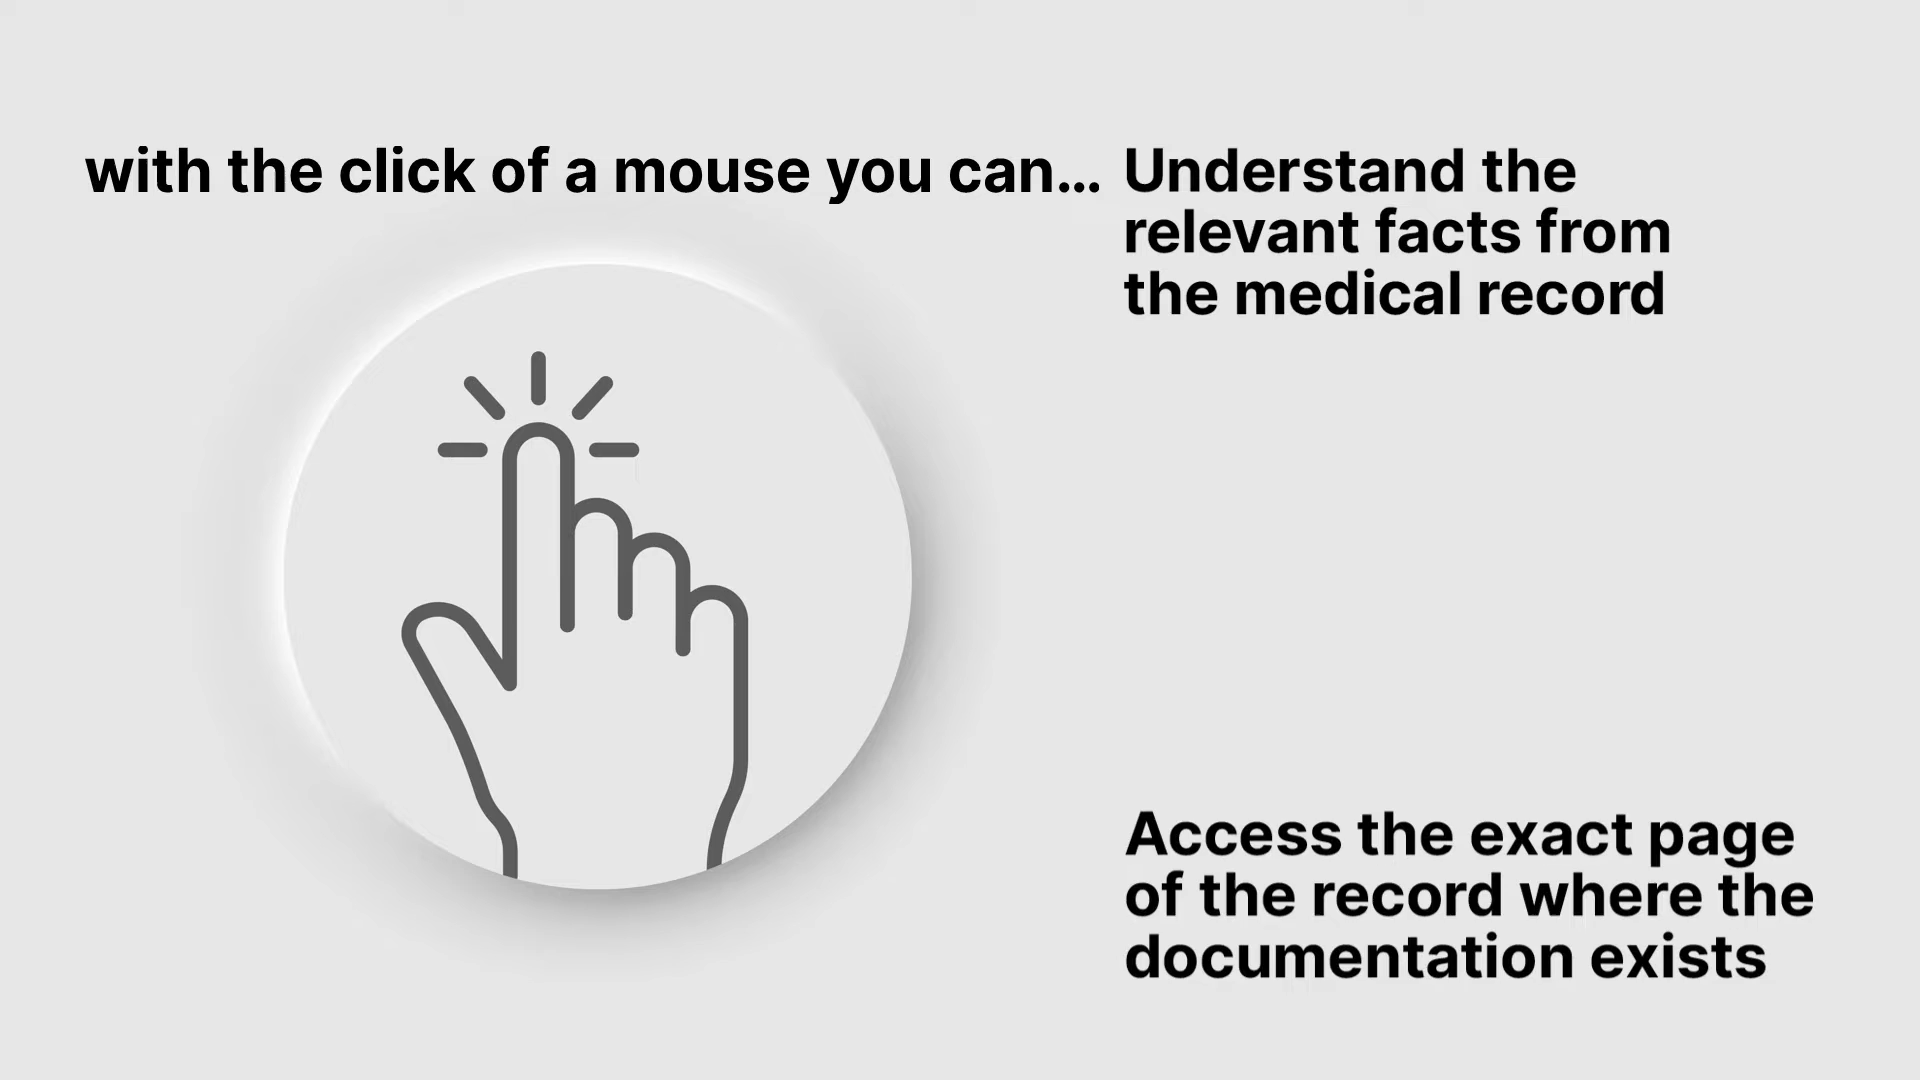 with the click of a mouse you can...
Understand the
relevant facts from
the medical record
Access the exact page
of the record where the
documentation exists